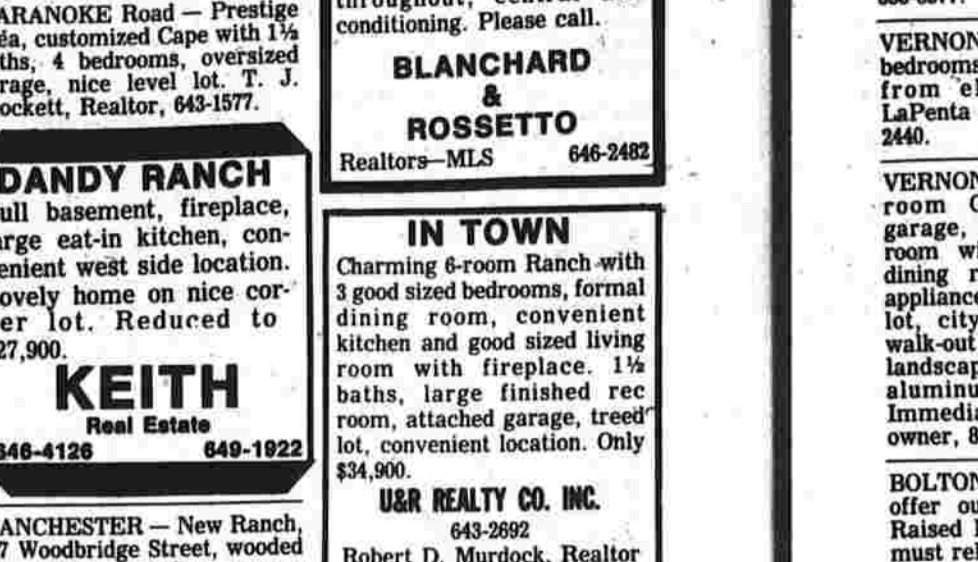 ARANOKE Road — Prestige
ea, customized Cape with 1½
ths, 4 bedrooms, oversized
rage, nice level lot. T. J.
ockett, Realtor, 643-1577.
DANDY RANCH
ull basement, fireplace,
arge eat-in kitchen, con-
enient west side location.
ovely home on nice cor-
er lot. Reduced to
27,900.
KEITH
Real Estate
646-4126 649-1922
ANCHESTER — New Ranch,
7 Woodbridge Street, wooded
conditioning. Please call.
BLANCHARD
&
ROSSETTO
Realtors—MLS 646-2482
IN TOWN
Charming 6-room Ranch with
3 good sized bedrooms, formal
dining room, convenient
kitchen and good sized living
room with fireplace. 1½
baths, large finished rec
room, attached garage, treed
lot, convenient location. Only
$34,900.
U&R REALTY CO. INC.
643-2692
Robert D. Murdock, Realtor
VERNON
bedrooms
from el
LaPenta
2440.
VERNON
room C
garage,
room wi
dining r
appliance
lot, city
walk-out
landscap
aluminu
Immedia
owner, 8
BOLTON
offer ou
Raised
must rel